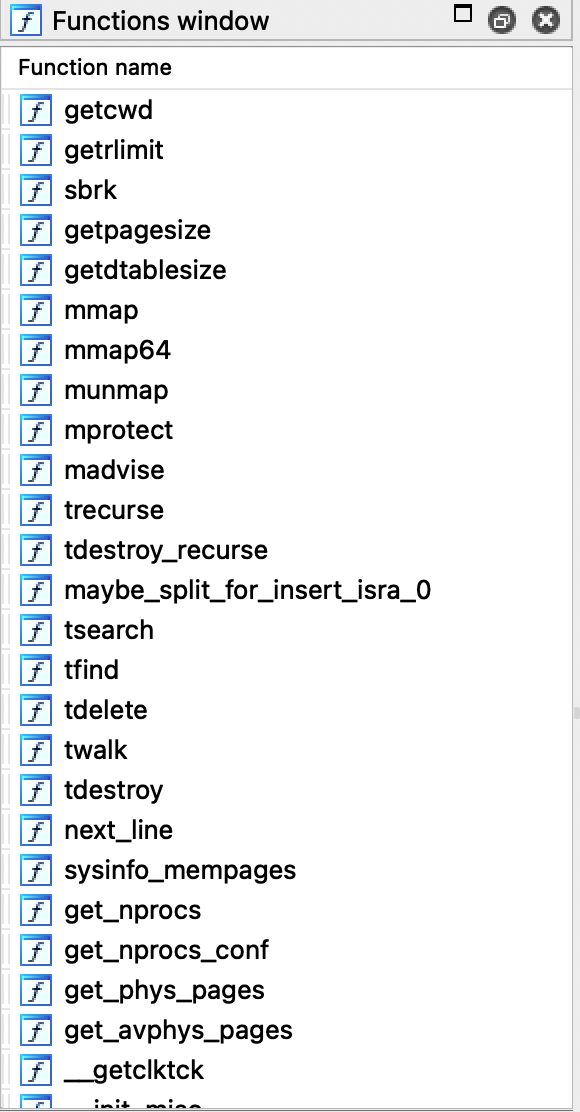 Functions window
Function name
getcwd
getrlimit
sbrk
getpagesize
getdtablesize
mmap
mmap64
munmap
mprotect
madvise
trecurse
tdestroy_recurse
maybe_split_for_insert_isra_0
tsearch
tfind
tdelete
twalk
tdestroy
next_line
sysinfo_mempages
get_nprocs
get_nprocs_conf
get_phys_pages
get_avphys_pages
__getclktck